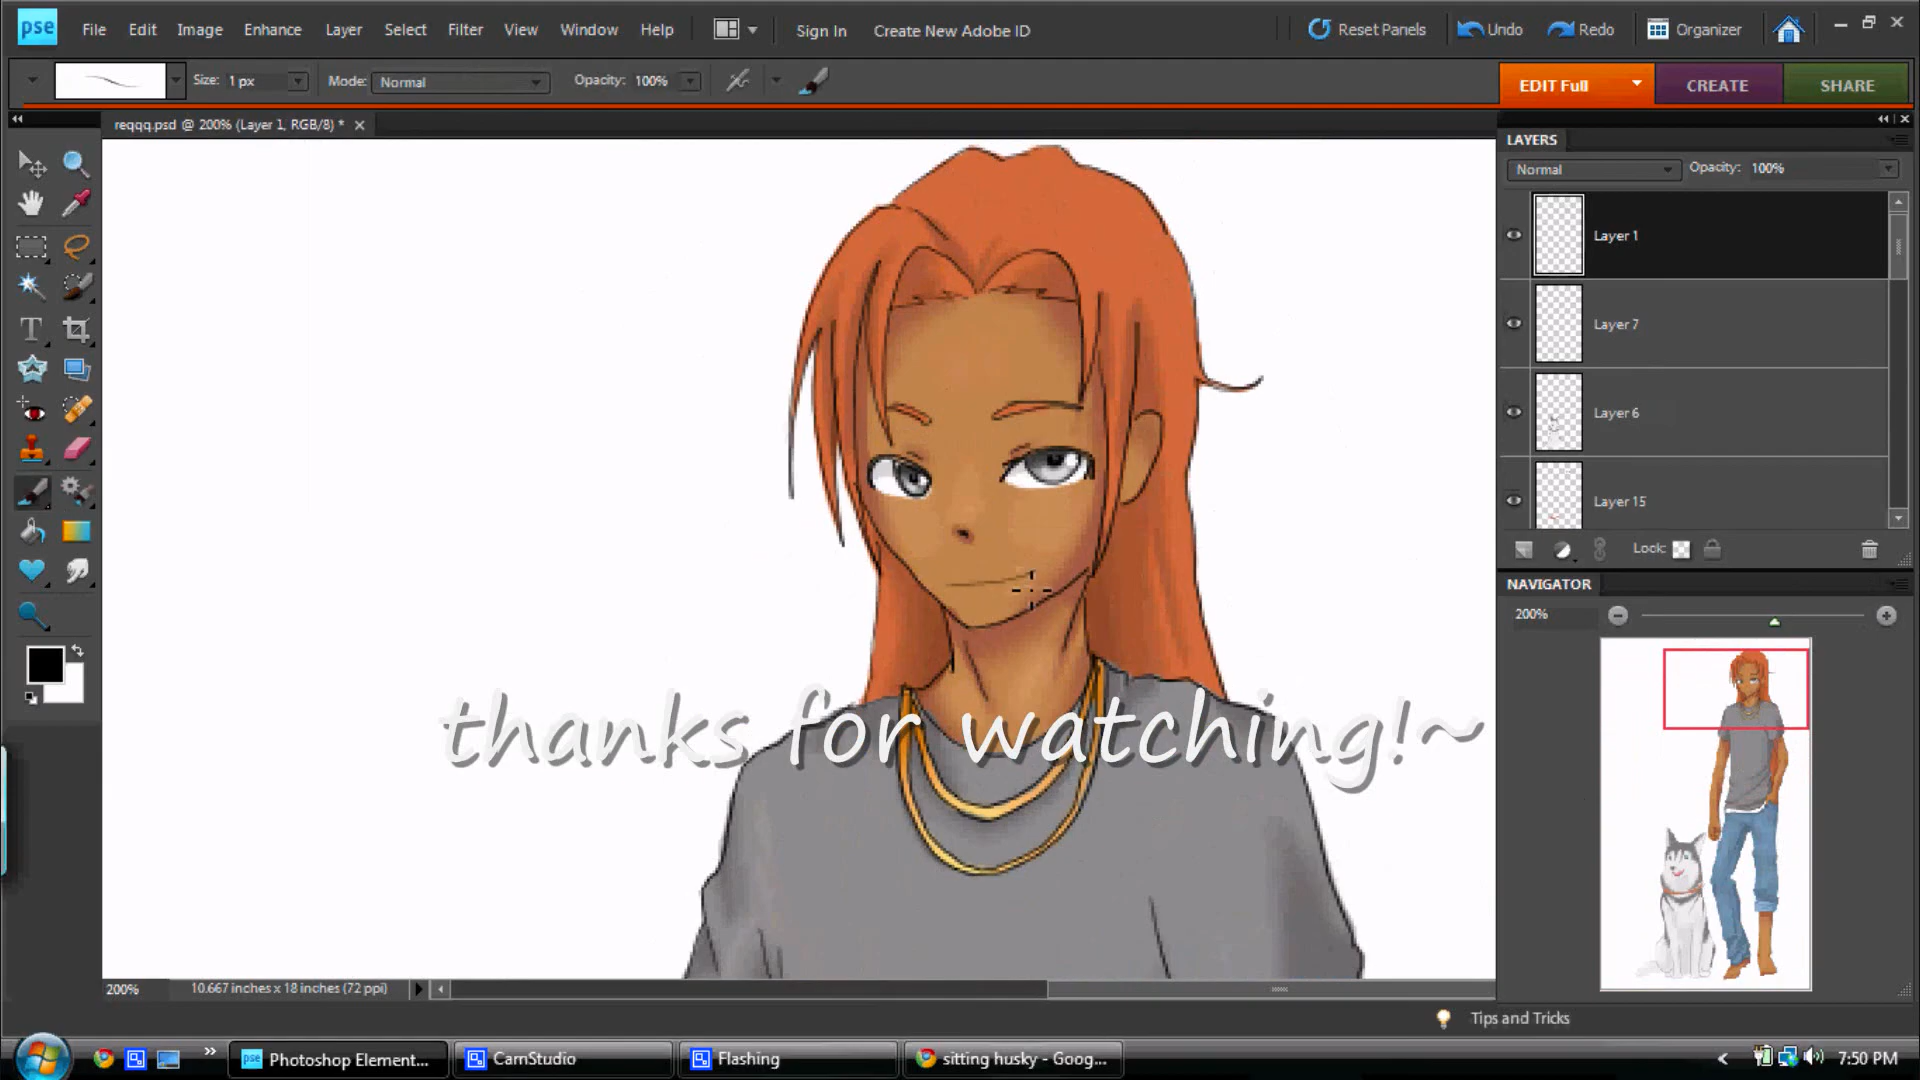 pse File Edit Image Enhance Layer Select Filter View Window Help Sign In Create New Adobe ID Reset Panels Undo Redo Organizer
Size: 1 px Mode: Normal Opacity: 100% EDIT Full CREATE SHARE
reqqq.psd @ 200% (Layer 1, RGB/8) *
LAYERS
Normal Opacity: 100%
Layer 1
Layer 7
Layer 6
Layer 15
Lock:
NAVIGATOR
200%
T
thanks for watching!~
200% 10.667 inches x 18 inches (72 ppi)
Tips and Tricks
pse Photoshop Element... CamStudio Flashing sitting husky - Goog... 7:50 PM